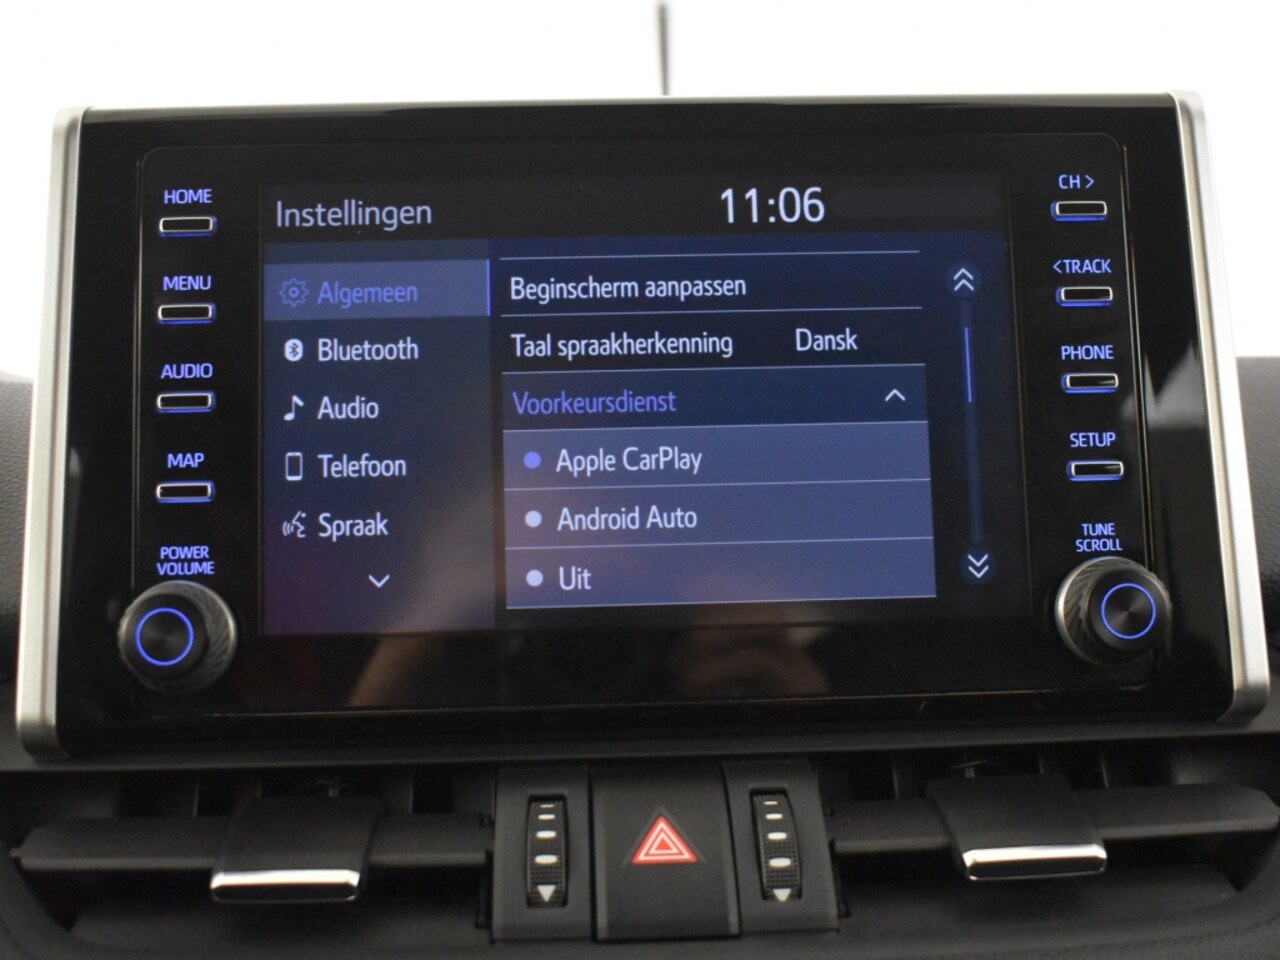 HOME
MENU
AUDIO
MAP
POWER
VOLUME
Instellingen
11:06
Algemeen
Bluetooth
Audio
Telefoon
Spraak
Beginscherm aanpassen
Taal spraakherkenning Dansk
Voorkeursdienst
Apple CarPlay
Android Auto
Uit
CH >
<TRACK
PHONE
SETUP
TUNE
SCROLL